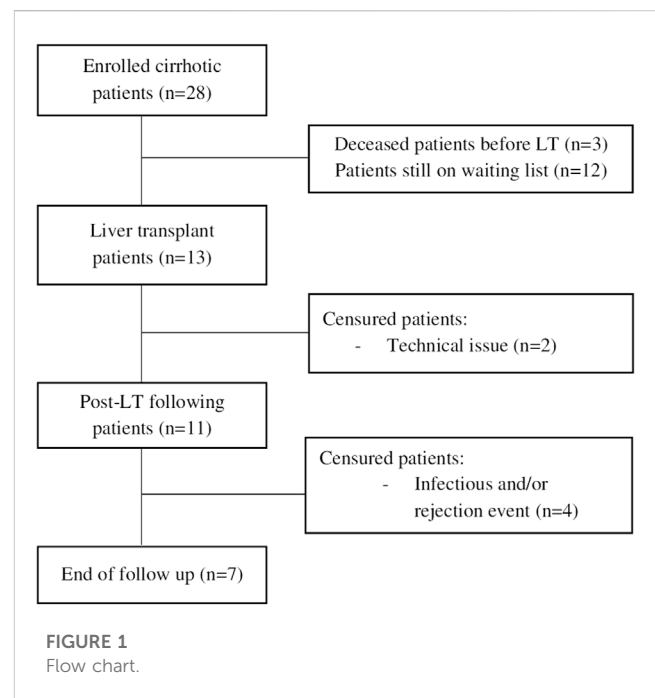 Enrolled cirrhotic
patients (n=28)
Deceased patients before LT (n=3)
Patients still on waiting list (n=12)
Liver transplant
patients (n=13)
Censured patients:
- Technical issue (n=2)
Post-LT following
patients (n=11)
Censured patients:
- Infectious and/or
rejection event (n=4)
End of follow up (n=7)
FIGURE 1
Flow chart.